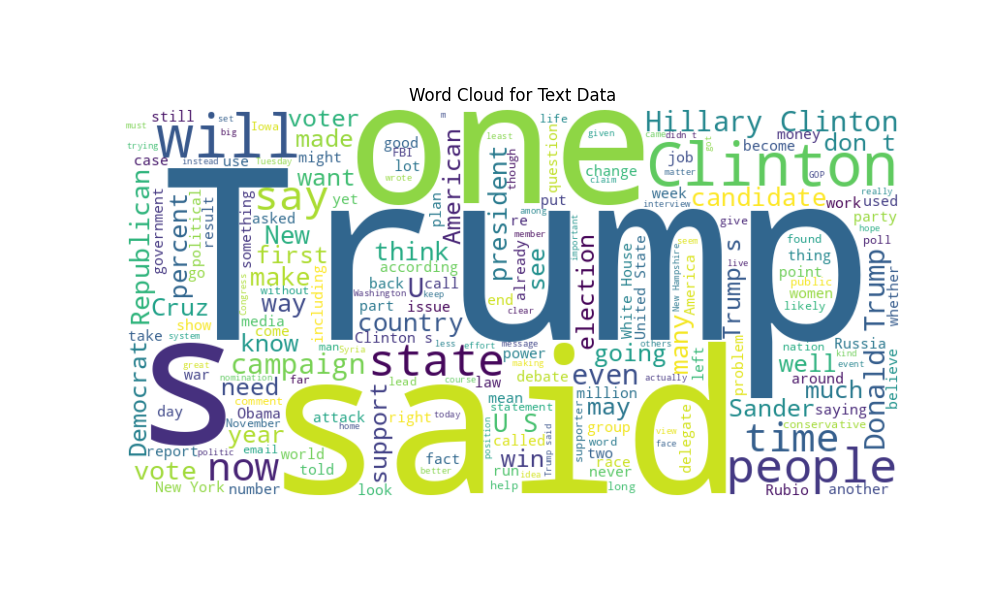 Word Cloud for Text Data
Trump
said
one
S
Clinton
will
people
state
say
now
time
Hillary Clinton
don t
voter
made
still
set
big
Iowa
must
trying
case
instead
Tuesday
use
might
want
lot
FBI
good
wrote
yet
American
president
least
though
question
life
given
came
didn t
got
m
claim
change
job
matter
money
become
GOP
week
candidate
work
used
really
hope
party
poll
interview
give
put
plan
re
among
member
already
important
see
Republican
government
political
go
percent
result
something
asked
New
first
make
way
without
including
think
according
back
call
U
part
issue
country
Clinton s
Washington
keep
end
clear
election
White House
United State
New Hampshire
America
seem
many
live
Trump s
found
thing
point
public
women
likely
Donald Trump
whether
Russia
believe
nation
kind
event
well
around
much
conservative
saying
Sander
problem
left
going
others
actually
even
million
may
power
message
effort
less
making
debate
course
law
lead
mean
statement
U S
called
win
run
idea
help
position
Trump said
supporter
group
word
two
race
never
long
delegate
view
face
Cruz
show
take
system
Congress
media
come
know
campaign
man
Syria
far
great
nomination
war
need
comment
Obama
November
attack
home
support
right
today
fact
better
look
told
world
year
email
number
day
Democrat
report
politic
vote
New York
Rubio
another